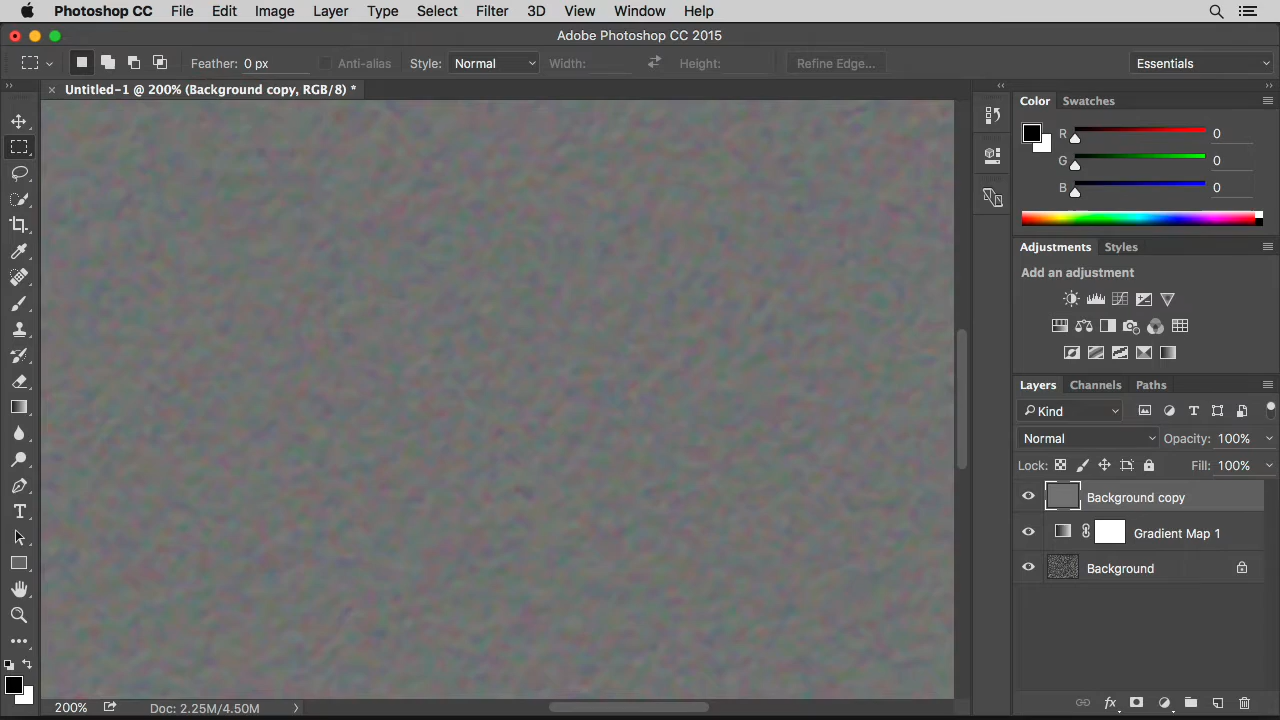 Photoshop CC File Edit Image Layer Type Select Filter 3D View Window Help
Adobe Photoshop CC 2015
Feather: 0 px Anti-alias Style: Normal Width: Height: Refine Edge... Essentials
× Untitled-1 @ 200% (Background copy, RGB/8) *
Color Swatches
R 0
G 0
B 0
Adjustments Styles
Add an adjustment
Layers Channels Paths
Kind
Normal Opacity: 100%
Lock: Fill: 100%
Background copy
Gradient Map 1
Background
200% Doc: 2.25M/4.50M